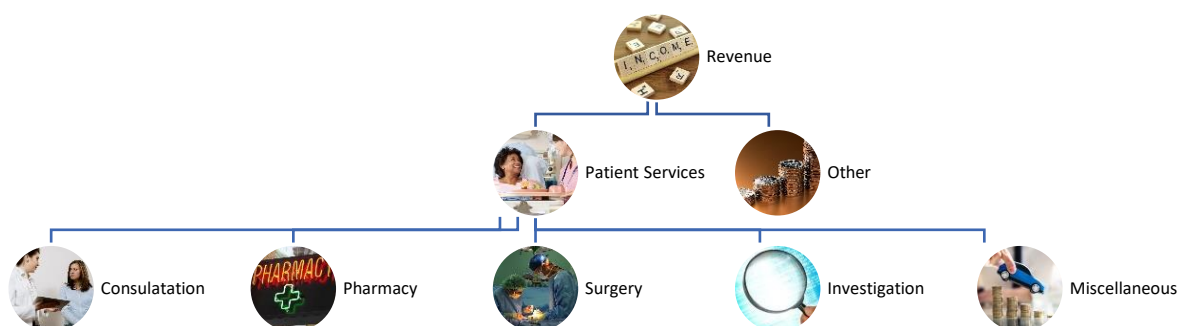 INCOME
Revenue
Patient Services
Other
PHARMACY
Consulatation
Pharmacy
Surgery
Investigation
Miscellaneous